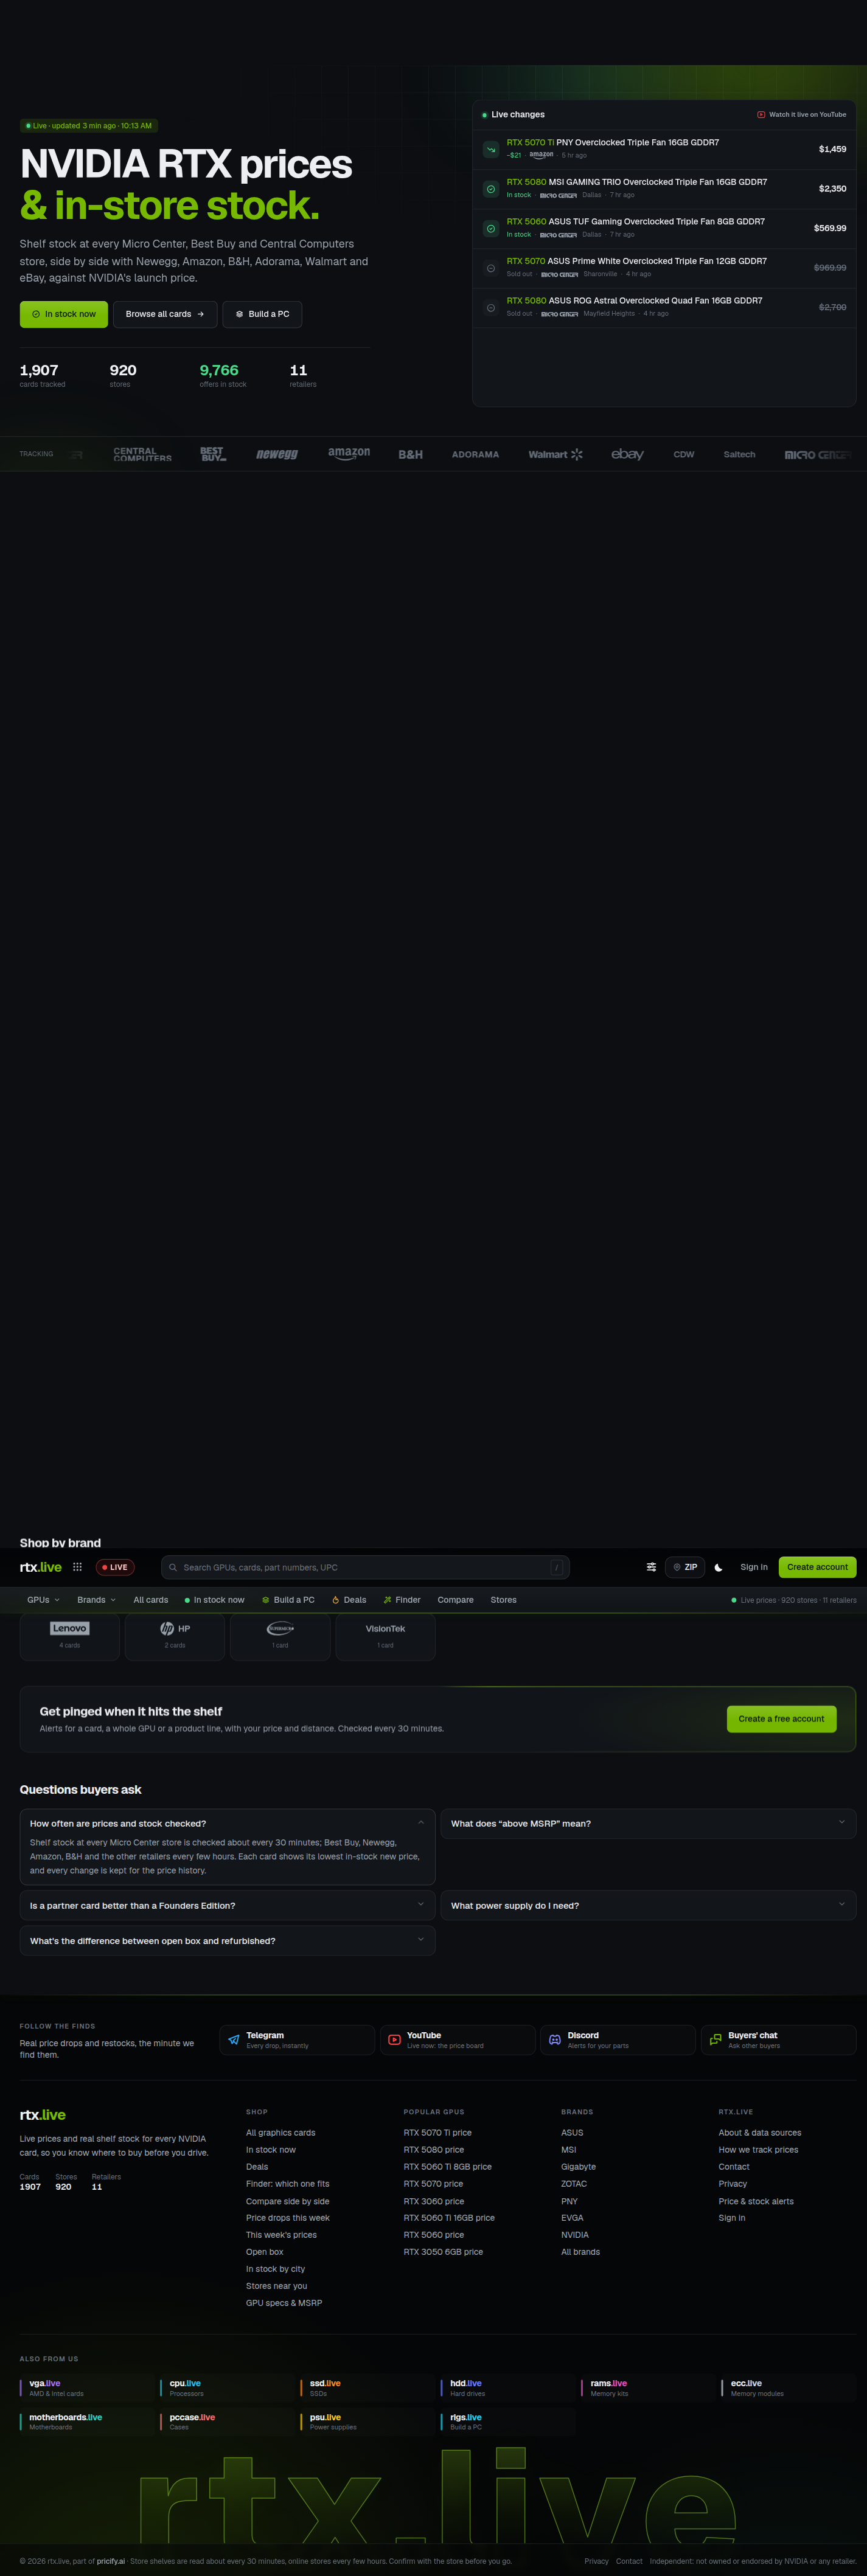 Live · updated 3 min ago · 10:13 AM
NVIDIA RTX prices
& in-store stock.
Shelf stock at every Micro Center, Best Buy and Central Computers
store, side by side with Newegg, Amazon, B&H, Adorama, Walmart and
eBay, against NVIDIA's launch price.
In stock now
Browse all cards →
Build a PC
1,907
cards tracked
920
stores
9,766
offers in stock
11
retailers
Live changes
Watch it live on YouTube
RTX 5070 Ti PNY Overclocked Triple Fan 16GB GDDR7
$1,459
−$21 · amazon · 5 hr ago
RTX 5080 MSI GAMING TRIO Overclocked Triple Fan 16GB GDDR7
$2,350
In stock · MICRO CENTER Dallas · 7 hr ago
RTX 5060 ASUS TUF Gaming Overclocked Triple Fan 8GB GDDR7
$569.99
In stock · MICRO CENTER Dallas · 7 hr ago
RTX 5070 ASUS Prime White Overclocked Triple Fan 12GB GDDR7
$969.99
Sold out · MICRO CENTER Sharonville · 4 hr ago
RTX 5080 ASUS ROG Astral Overclocked Quad Fan 16GB GDDR7
$2,700
Sold out · MICRO CENTER Mayfield Heights · 4 hr ago
TRACKING
CENTRAL COMPUTERS
BEST BUY
newegg
amazon
B&H
ADORAMA
Walmart
ebay
CDW
Saitech
MICRO CENTER
Shop by brand
rtx.live
LIVE
Search GPUs, cards, part numbers, UPC
/
ZIP
Sign in
Create account
GPUs
Brands
All cards
In stock now
Build a PC
Deals
Finder
Compare
Stores
Live prices · 920 stores · 11 retailers
Lenovo
4 cards
HP
2 cards
SUPERMICRO
1 card
VisionTek
1 card
Get pinged when it hits the shelf
Alerts for a card, a whole GPU or a product line, with your price and distance. Checked every 30 minutes.
Create a free account
Questions buyers ask
How often are prices and stock checked?
Shelf stock at every Micro Center store is checked about every 30 minutes; Best Buy, Newegg,
Amazon, B&H and the other retailers every few hours. Each card shows its lowest in-stock new price,
and every change is kept for the price history.
What does “above MSRP” mean?
Is a partner card better than a Founders Edition?
What power supply do I need?
What's the difference between open box and refurbished?
FOLLOW THE FINDS
Real price drops and restocks, the minute we
find them.
Telegram
Every drop, instantly
YouTube
Live now: the price board
Discord
Alerts for your parts
Buyers' chat
Ask other buyers
rtx.live
Live prices and real shelf stock for every NVIDIA
card, so you know where to buy before you drive.
Cards
1907
Stores
920
Retailers
11
SHOP
All graphics cards
In stock now
Deals
Finder: which one fits
Compare side by side
Price drops this week
This week's prices
Open box
In stock by city
Stores near you
GPU specs & MSRP
POPULAR GPUS
RTX 5070 Ti price
RTX 5080 price
RTX 5060 Ti 8GB price
RTX 5070 price
RTX 3060 price
RTX 5060 Ti 16GB price
RTX 5060 price
RTX 3050 6GB price
BRANDS
ASUS
MSI
Gigabyte
ZOTAC
PNY
EVGA
NVIDIA
All brands
RTX.LIVE
About & data sources
How we track prices
Contact
Privacy
Price & stock alerts
Sign in
ALSO FROM US
vga.live
AMD & Intel cards
cpu.live
Processors
ssd.live
SSDs
hdd.live
Hard drives
rams.live
Memory kits
ecc.live
Memory modules
motherboards.live
Motherboards
pccase.live
Cases
psu.live
Power supplies
rigs.live
Build a PC
rtx.live
© 2026 rtx.live, part of pricify.ai · Store shelves are read about every 30 minutes, online stores every few hours. Confirm with the store before you go.
Privacy
Contact
Independent: not owned or endorsed by NVIDIA or any retailer.